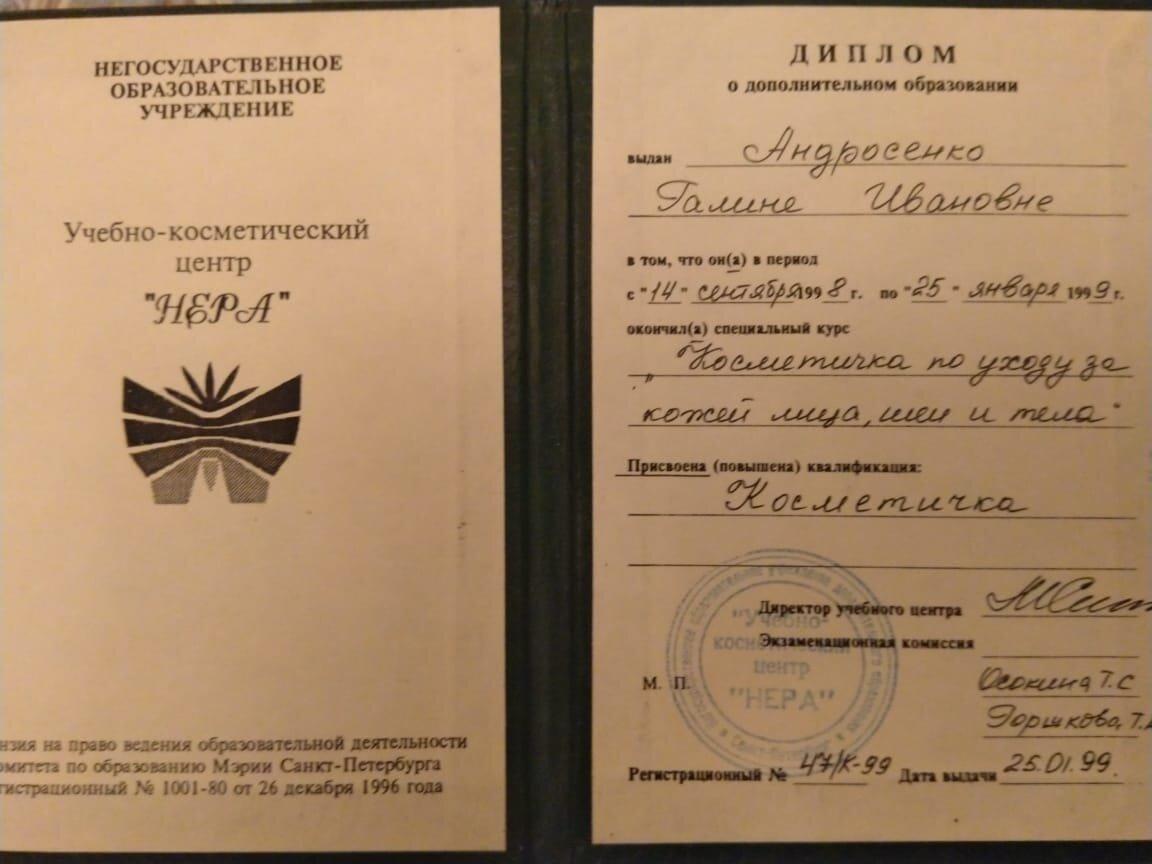 НЕГОСУДАРСТВЕННОЕ
ОБРАЗОВАТЕЛЬНОЕ
УЧРЕЖДЕНИЕ
Учебно-косметический
центр
"НЕРА"
нзия на право ведения образовательной деятельности
омитета по образованию Мэрии Санкт-Петербурга
гистрационный № 1001-80 от 26 декабря 1996 года
ДИПЛОМ
о дополнительном образовании
выдан Андросенко
Галине Ивановне
в том, что он(а) в период
с "14" сентября 1998 г. по "25" января 1999 г.
окончил(а) специальный курс
„Косметичка по уходу за
кожей лица, шеи и тела"
Присвоена (повышена) квалификация:
Косметичка
Директор учебного центра
Экзаменационная комиссия
М. П. Осокина Т.С
Горшкова, Т.
"Учебно-
косметический
центр
"НЕРА"
Регистрационный № 47/К-99 Дата выдачи 25.01.99.